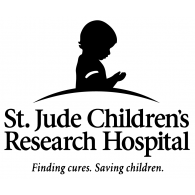 St. Jude Children's
Research Hospital
Finding cures. Saving children.